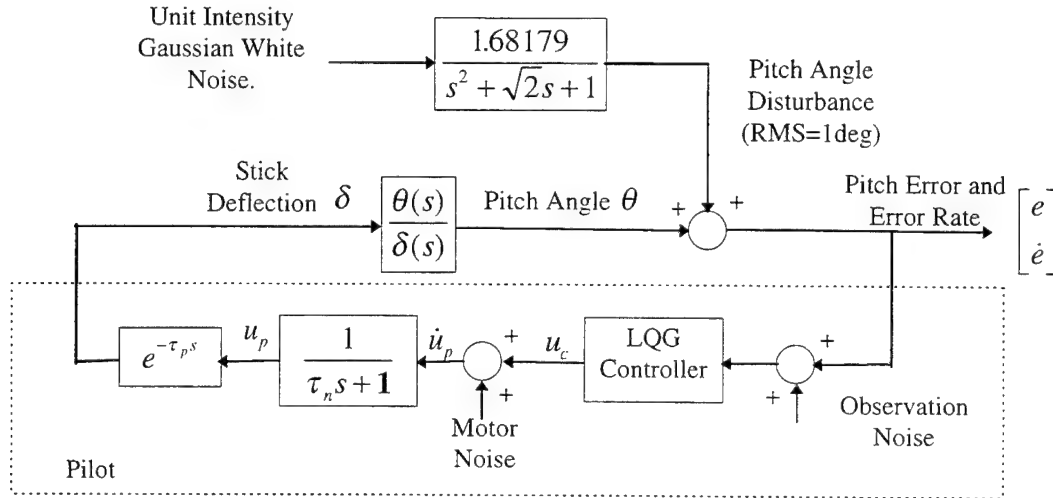 Unit Intensity
Gaussian White
Noise.
1.68179
s² + √2s + 1
Pitch Angle
Disturbance
(RMS=1deg)
Stick
Deflection δ
θ(s)
δ(s)
Pitch Angle θ
+ +
Pitch Error and
Error Rate
e
ė
e^{-τ_p s}
u_p
1
τ_n s + 1
u̇_p
+
+
u_c
LQG
Controller
+
+
Motor
Noise
Observation
Noise
Pilot